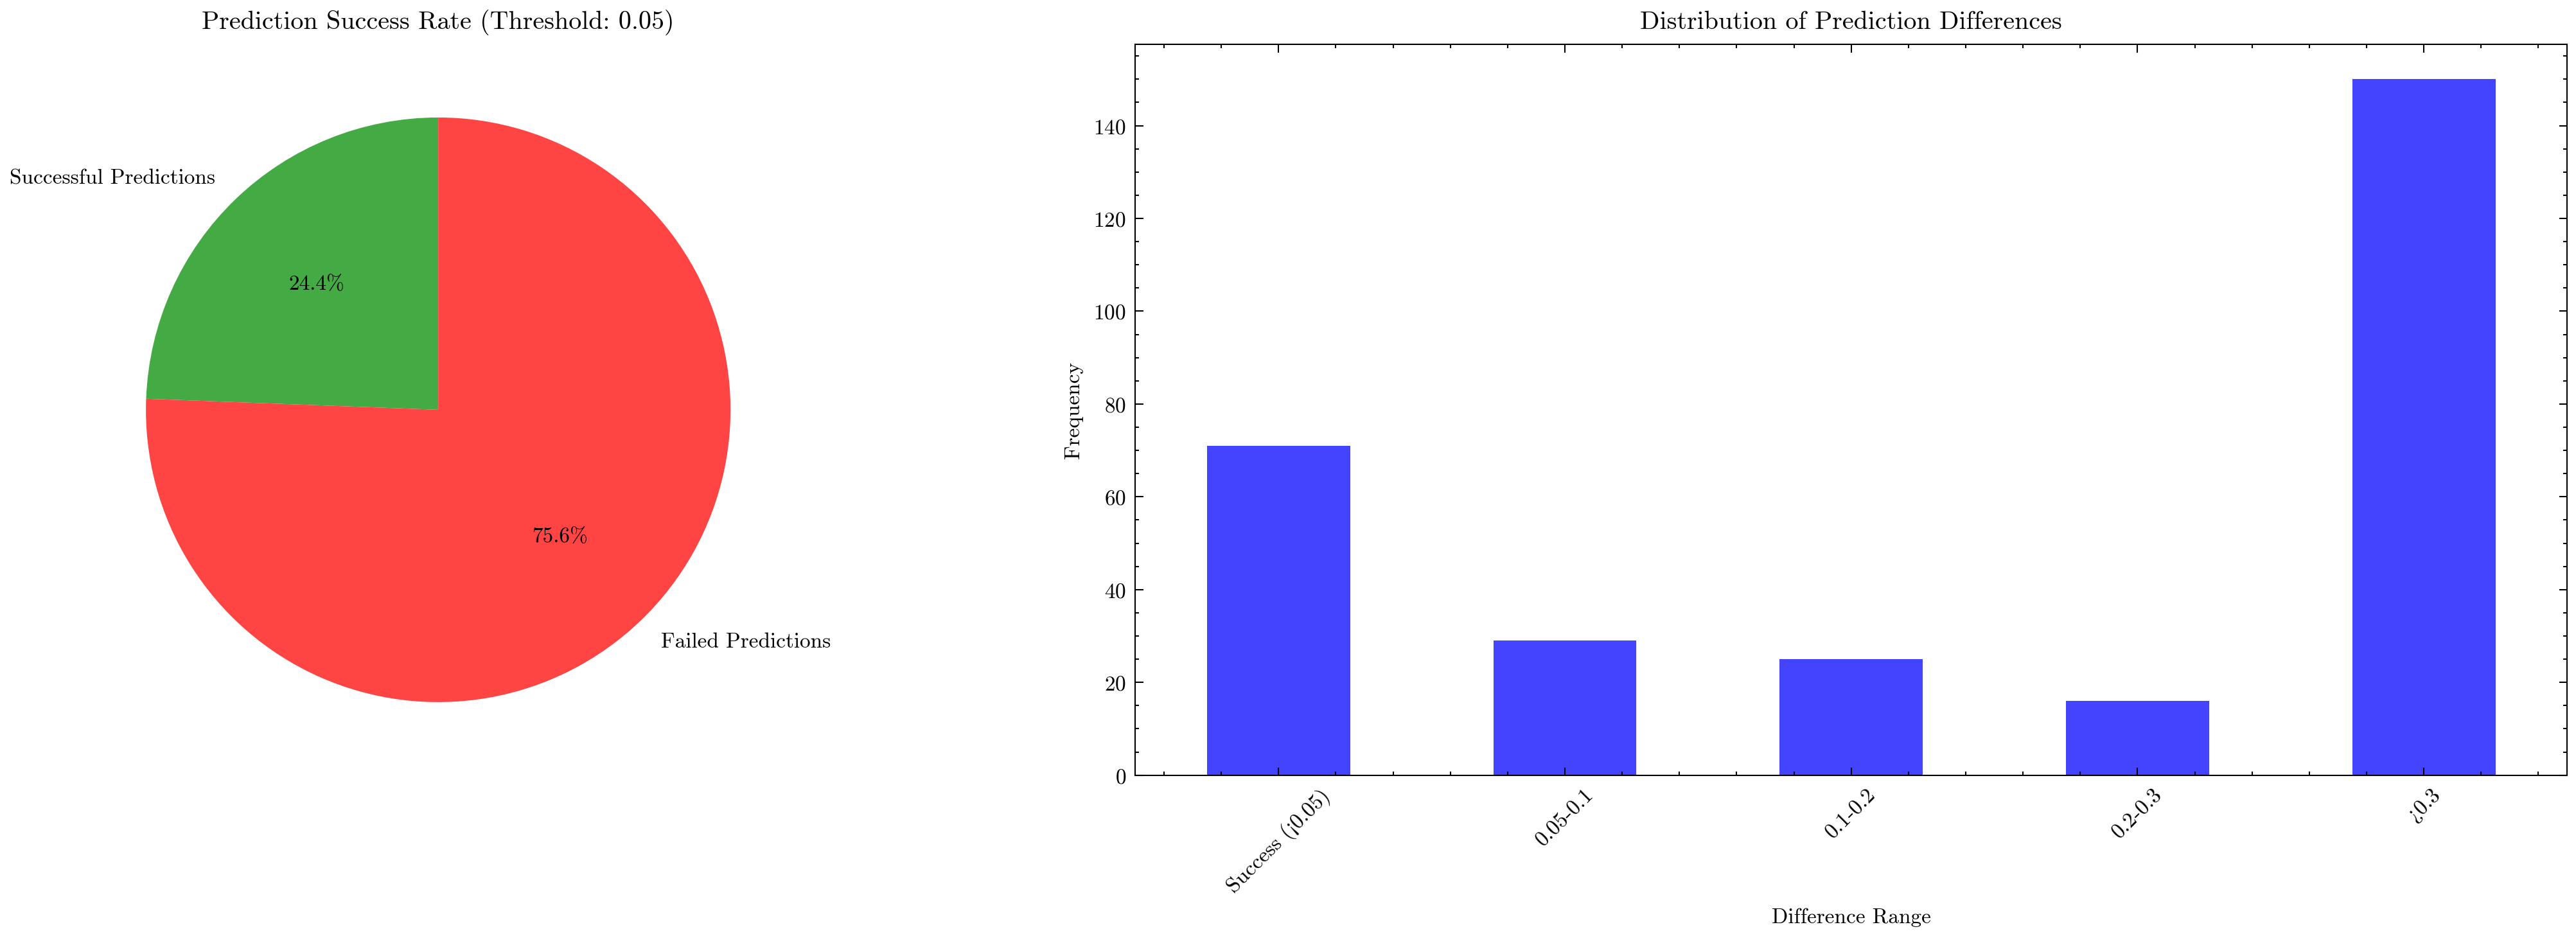 Prediction Success Rate (Threshold: 0.05)
Successful Predictions
24.4%
75.6%
Failed Predictions
Distribution of Prediction Differences
Frequency
140
120
100
80
60
40
20
0
Success (¡0.05)
0.05-0.1
0.1-0.2
0.2-0.3
¿0.3
Difference Range